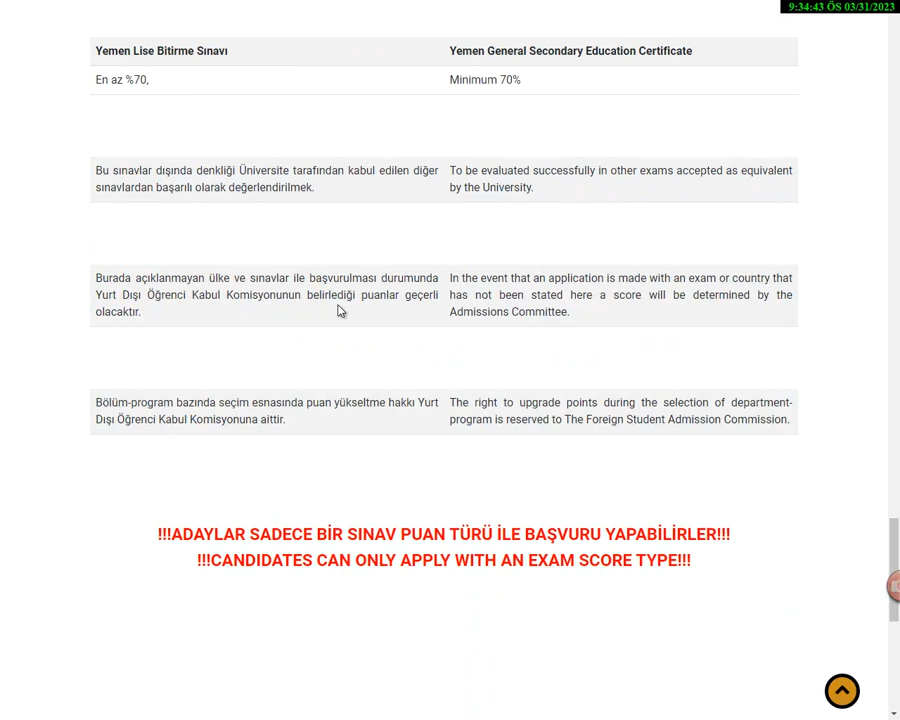 9:34:43 ÖS 03/31/2023
Yemen Lise Bitirme Sınavı
Yemen General Secondary Education Certificate
En az %70,
Minimum 70%
Bu sınavlar dışında denkliği Üniversite tarafından kabul edilen diğer
sınavlardan başarılı olarak değerlendirilmek.
To be evaluated successfully in other exams accepted as equivalent
by the University.
Burada açıklanmayan ülke ve sınavlar ile başvurulması durumunda
Yurt Dışı Öğrenci Kabul Komisyonunun belirlediği puanlar geçerli
olacaktır.
In the event that an application is made with an exam or country that
has not been stated here a score will be determined by the
Admissions Committee.
Bölüm-program bazında seçim esnasında puan yükseltme hakkı Yurt
Dışı Öğrenci Kabul Komisyonuna aittir.
The right to upgrade points during the selection of department-
program is reserved to The Foreign Student Admission Commission.
!!!ADAYLAR SADECE BİR SINAV PUAN TÜRÜ İLE BAŞVURU YAPABİLİRLER!!!
!!!CANDIDATES CAN ONLY APPLY WITH AN EXAM SCORE TYPE!!!